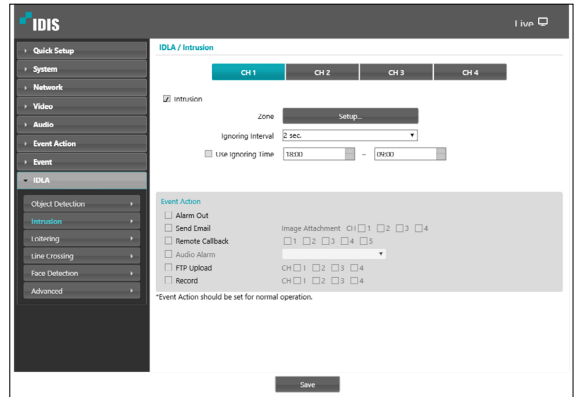 IDIS
Live
Quick Setup
System
Network
Video
Audio
Event Action
Event
IDLA
Object Detection
Intrusion
Loitering
Line Crossing
Face Detection
Advanced
IDLA / Intrusion
CH 1 CH 2 CH 3 CH 4
Intrusion
Zone Setup...
Ignoring Interval 2 sec.
Use Ignoring Time 18:00 ~ 09:00
Event Action
Alarm Out
Send Email Image Attachment CH 1 2 3 4
Remote Callback 1 2 3 4 5
Audio Alarm
FTP Upload CH 1 2 3 4
Record CH 1 2 3 4
*Event Action should be set for normal operation.
Save